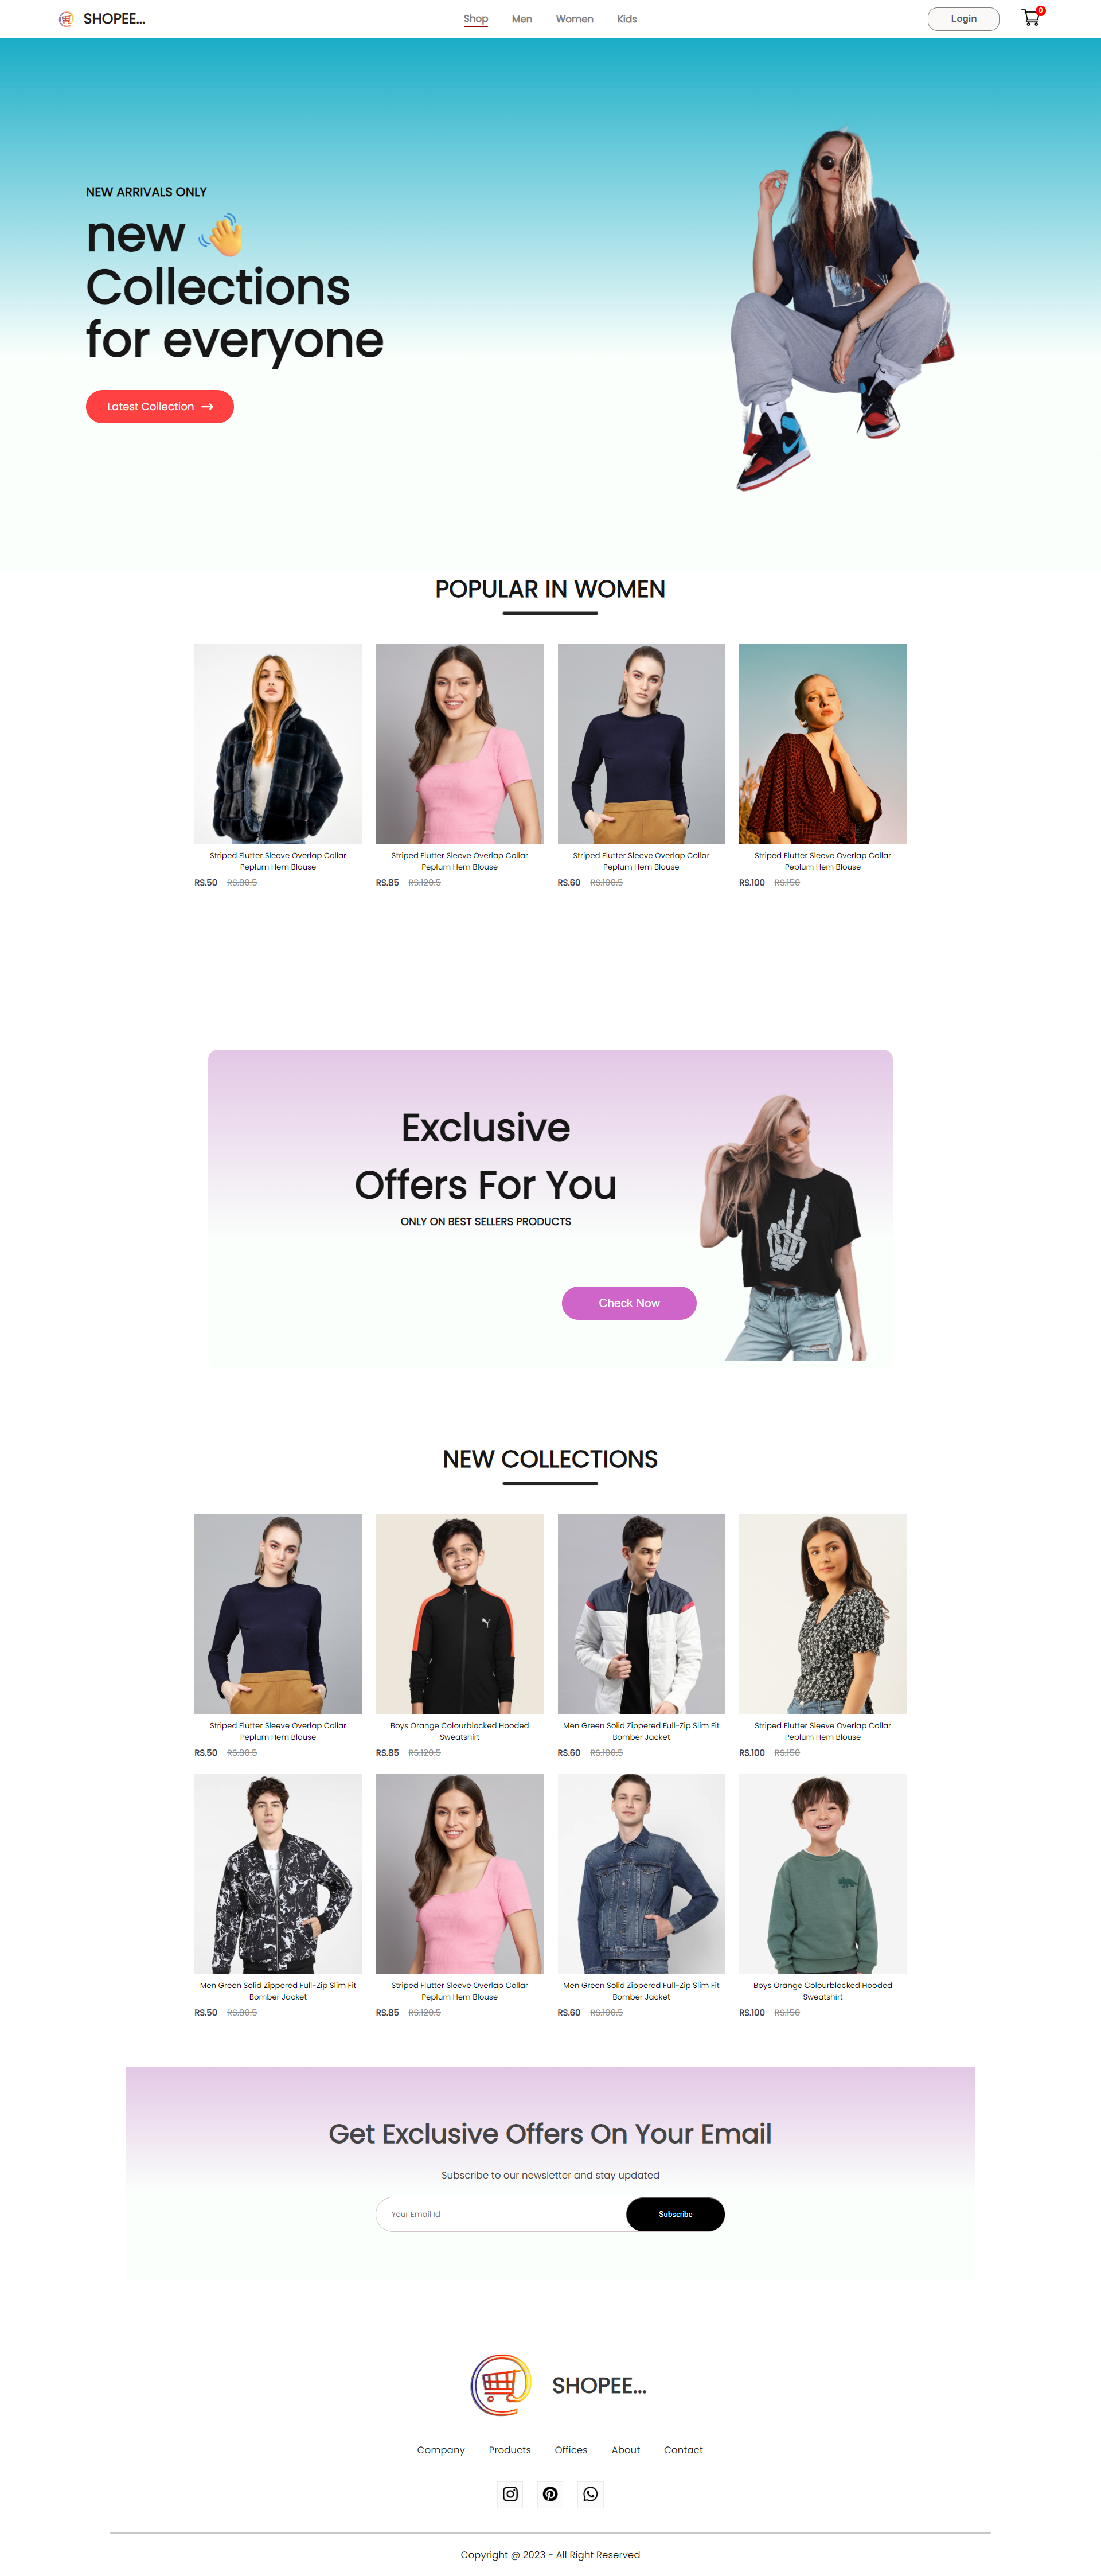 SHOPEE...
Shop Men Women Kids
Login
0
NEW ARRIVALS ONLY
new
Collections
for everyone
Latest Collection
POPULAR IN WOMEN
Striped Flutter Sleeve Overlap Collar
Peplum Hem Blouse
RS.50 RS.80.5
Striped Flutter Sleeve Overlap Collar
Peplum Hem Blouse
RS.85 RS.120.5
Striped Flutter Sleeve Overlap Collar
Peplum Hem Blouse
RS.60 RS.100.5
Striped Flutter Sleeve Overlap Collar
Peplum Hem Blouse
RS.100 RS.150
Exclusive
Offers For You
ONLY ON BEST SELLERS PRODUCTS
Check Now
NEW COLLECTIONS
Striped Flutter Sleeve Overlap Collar
Peplum Hem Blouse
RS.50 RS.80.5
Boys Orange Colourblocked Hooded
Sweatshirt
RS.85 RS.120.5
Men Green Solid Zippered Full-Zip Slim Fit
Bomber Jacket
RS.60 RS.100.5
Striped Flutter Sleeve Overlap Collar
Peplum Hem Blouse
RS.100 RS.150
Men Green Solid Zippered Full-Zip Slim Fit
Bomber Jacket
RS.50 RS.80.5
Striped Flutter Sleeve Overlap Collar
Peplum Hem Blouse
RS.85 RS.120.5
Men Green Solid Zippered Full-Zip Slim Fit
Bomber Jacket
RS.60 RS.100.5
Boys Orange Colourblocked Hooded
Sweatshirt
RS.100 RS.150
Get Exclusive Offers On Your Email
Subscribe to our newsletter and stay updated
Your Email Id
Subscribe
SHOPEE...
Company Products Offices About Contact
Copyright @ 2023 - All Right Reserved